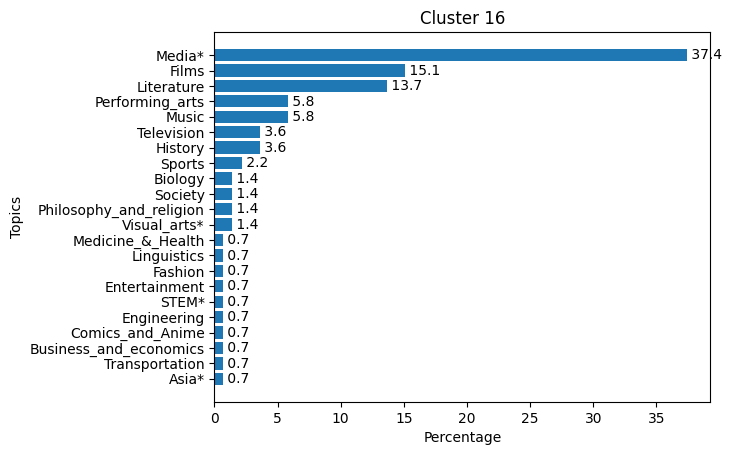 Cluster 16
Topics
Media* 37.4
Films 15.1
Literature 13.7
Performing_arts 5.8
Music 5.8
Television 3.6
History 3.6
Sports 2.2
Biology 1.4
Society 1.4
Philosophy_and_religion 1.4
Visual_arts* 1.4
Medicine_&_Health 0.7
Linguistics 0.7
Fashion 0.7
Entertainment 0.7
STEM* 0.7
Engineering 0.7
Comics_and_Anime 0.7
Business_and_economics 0.7
Transportation 0.7
Asia* 0.7
0 5 10 15 20 25 30 35
Percentage